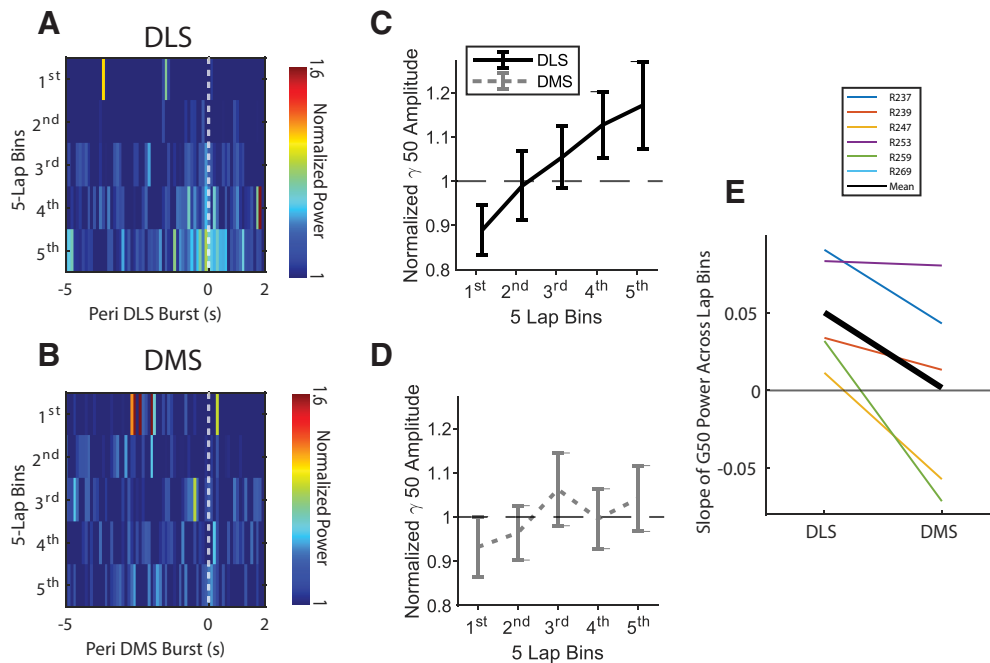 A
DLS
5-Lap Bins
1st
2nd
3rd
4th
5th
-5
0
2
Peri DLS Burst (s)
1.6
Normalized Power
1
B
DMS
5-Lap Bins
1st
2nd
3rd
4th
5th
-5
0
2
Peri DMS Burst (s)
1.6
Normalized Power
1
C
DLS
DMS
Normalized γ 50 Amplitude
1.2
1.1
1
0.9
0.8
1st
2nd
3rd
4th
5th
5 Lap Bins
D
Normalized γ 50 Amplitude
1.2
1.1
1
0.9
0.8
1st
2nd
3rd
4th
5th
5 Lap Bins
R237
R239
R247
R253
R259
R269
Mean
E
Slope of G50 Power Across Lap Bins
0.05
0
-0.05
DLS
DMS